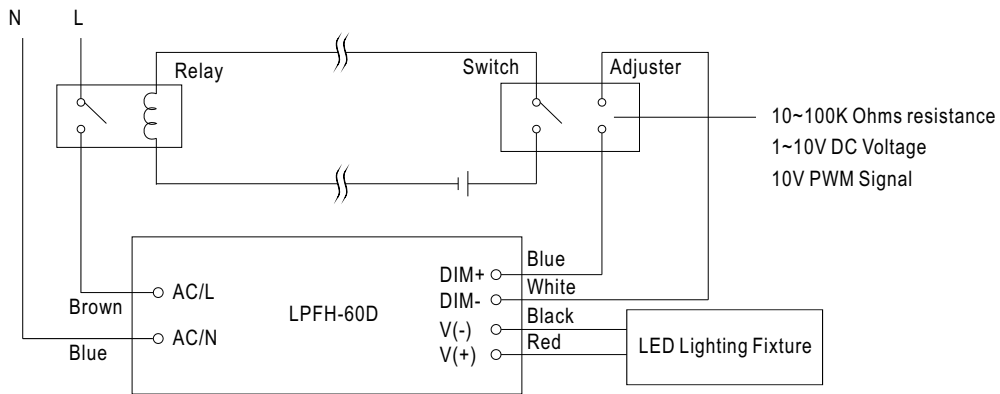 N
L
Relay
Switch
Adjuster
10~100K Ohms resistance
1~10V DC Voltage
10V PWM Signal
Brown
Blue
AC/L
AC/N
LPFH-60D
DIM+
DIM-
V(-)
V(+)
Blue
White
Black
Red
LED Lighting Fixture